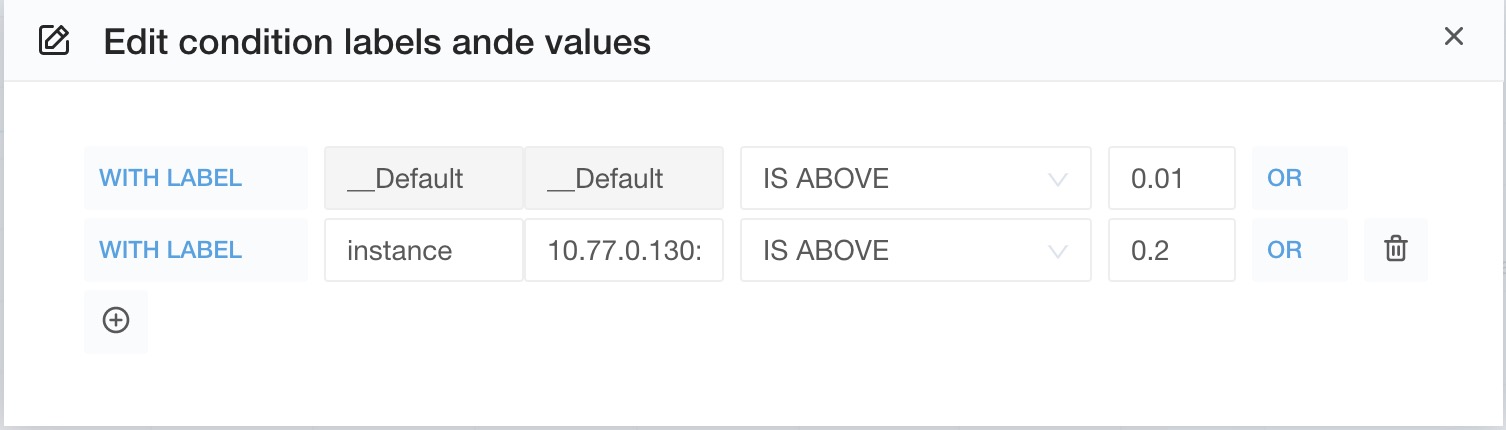 Edit condition labels ande values
WITH LABEL __Default __Default IS ABOVE 0.01 OR
WITH LABEL instance 10.77.0.130: IS ABOVE 0.2 OR